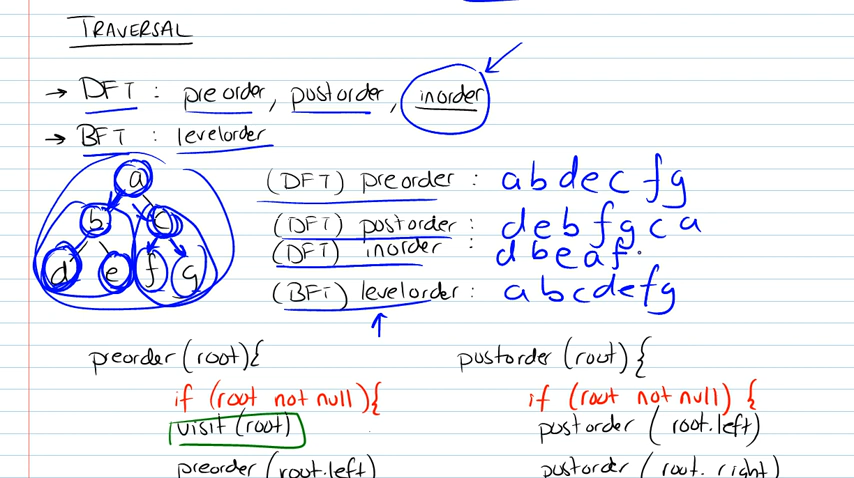 TRAVERSAL
→ DFT : preorder, postorder, inorder
→ BFT : levelorder
a
b c
d e f g
(DFT) preorder : a b d e c f g
(DFT) postorder : d e b f g c a
(DFT) inorder : d b e a f
(BFT) levelorder : a b c d e f g
preorder (root){
if (root not null){
visit (root)
preorder (root.left)
postorder (root) {
if (root not null) {
postorder ( root.left)
postorder (root. right)